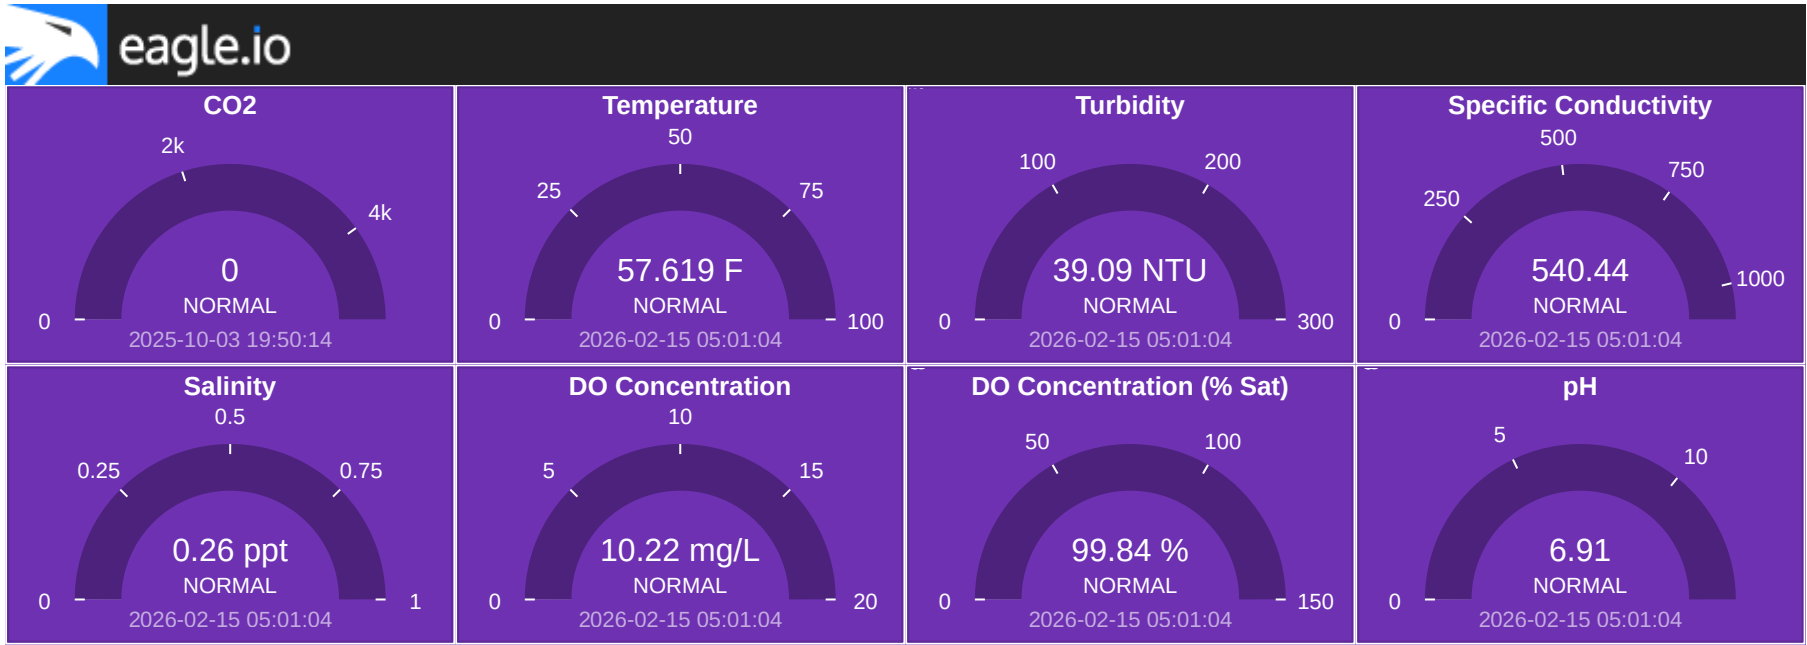 eagle.io
CO2
2k
4k
0
0
NORMAL
2025-10-03 19:50:14
Temperature
50
25
75
57.619 F
NORMAL
0
100
2026-02-15 05:01:04
Turbidity
100
200
39.09 NTU
NORMAL
0
300
2026-02-15 05:01:04
Specific Conductivity
500
750
250
540.44
1000
NORMAL
0
2026-02-15 05:01:04
Salinity
0.5
0.25
0.75
0.26 ppt
NORMAL
0
1
2026-02-15 05:01:04
DO Concentration
10
5
15
10.22 mg/L
NORMAL
0
20
2026-02-15 05:01:04
DO Concentration (% Sat)
50
100
99.84 %
NORMAL
0
150
2026-02-15 05:01:04
pH
5
10
6.91
NORMAL
0
2026-02-15 05:01:04